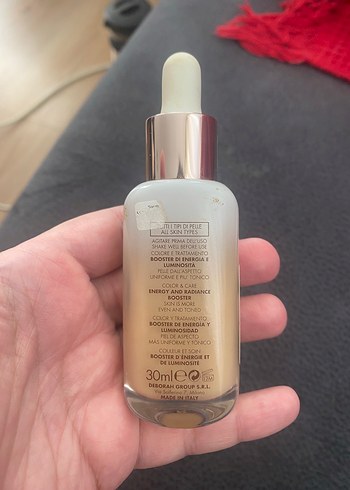 TUTTI I TIPI DI PELLE
ALL SKIN TYPES
AGITARE PRIMA DELL'USO
SHAKE WELL BEFORE USE
COLORE E TRATTAMENTO
BOOSTER DI ENERGIA E
LUMINOSITÀ
PELLE DALL'ASPETTO
UNIFORME E PIU' TONICO
COLOR & CARE
ENERGY AND RADIANCE
BOOSTER
SKIN IS MORE
EVEN AND TONED
COLOR Y TRATAMIENTO
BOOSTER DE ENERGÍA Y
LUMINOSIDAD
PIEL DE ASPECTO
MÁS UNIFORME Y TONICO
COULEUR ET SOIN
BOOSTER D'ÉNERGIE ET
DE LUMINOSITÉ
30ml e 12M
DEBORAH GROUP S.R.L.
MADE IN ITALY